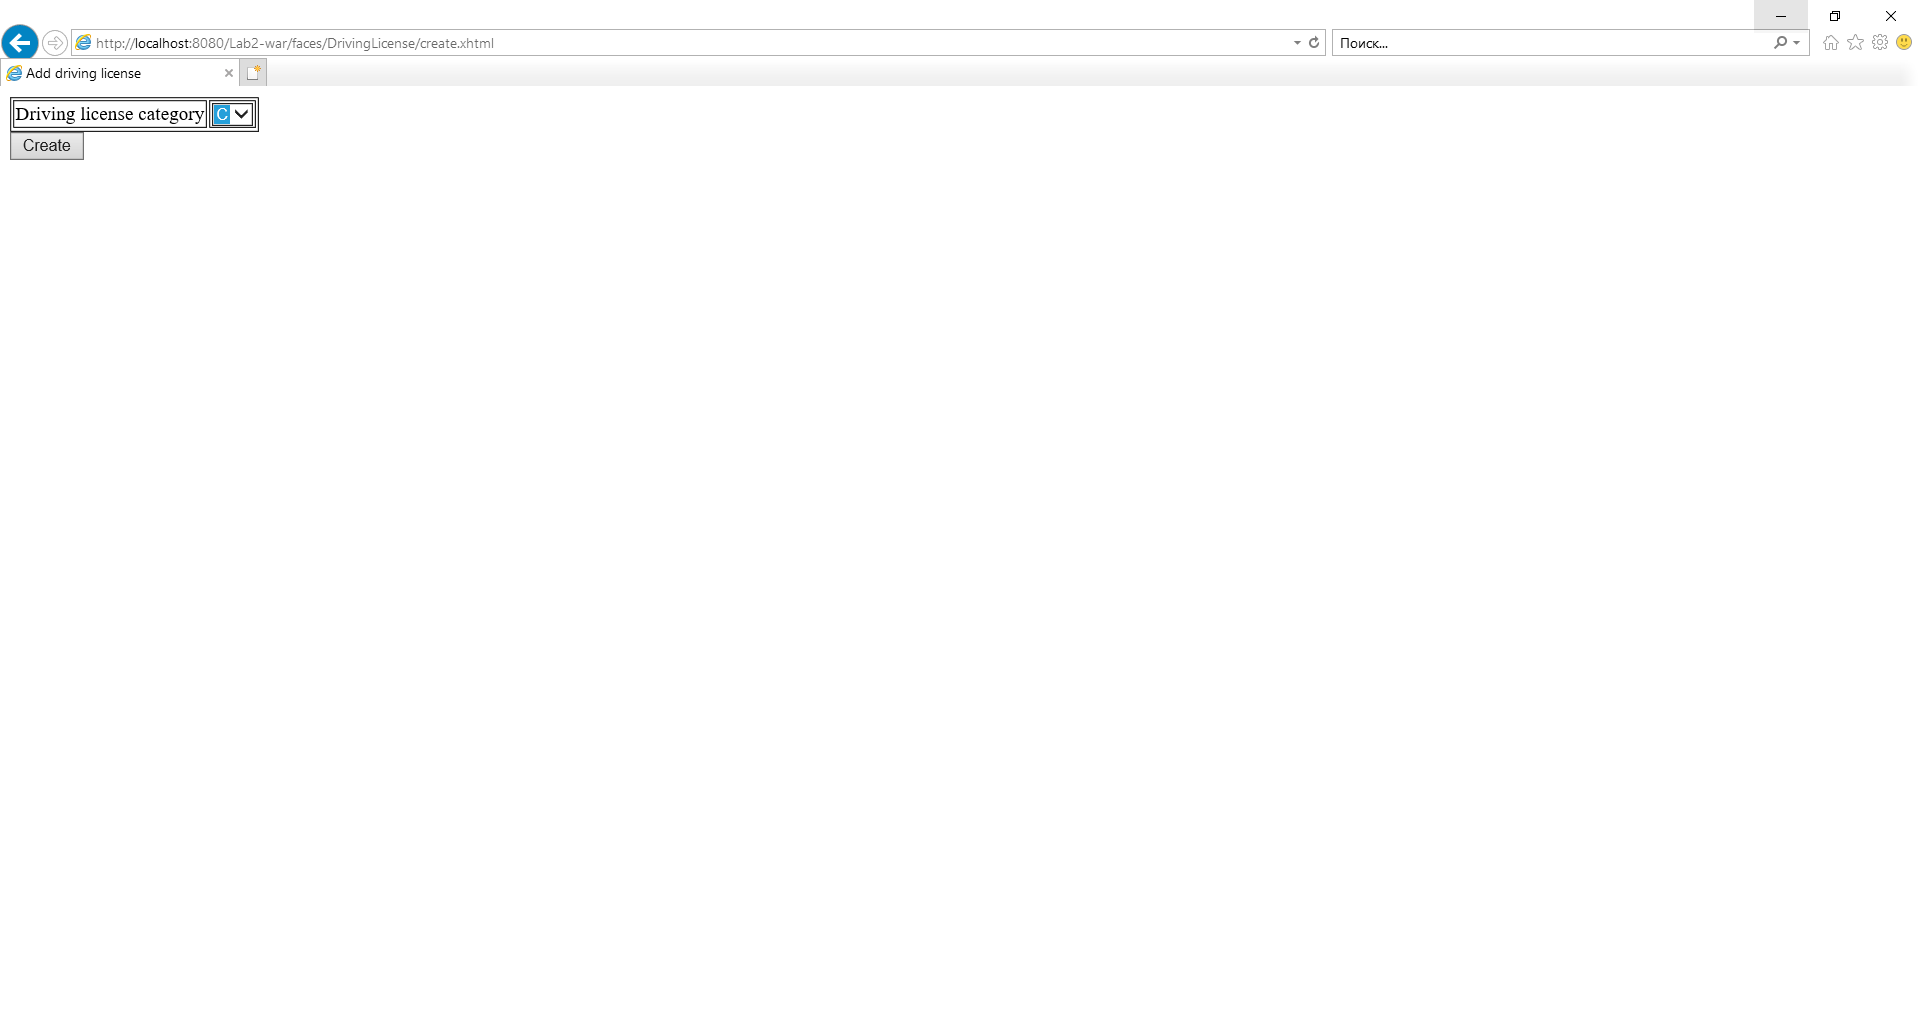 http://localhost:8080/Lab2-war/faces/DrivingLicense/create.xhtml
Поиск...
Add driving license
Driving license category C
Create